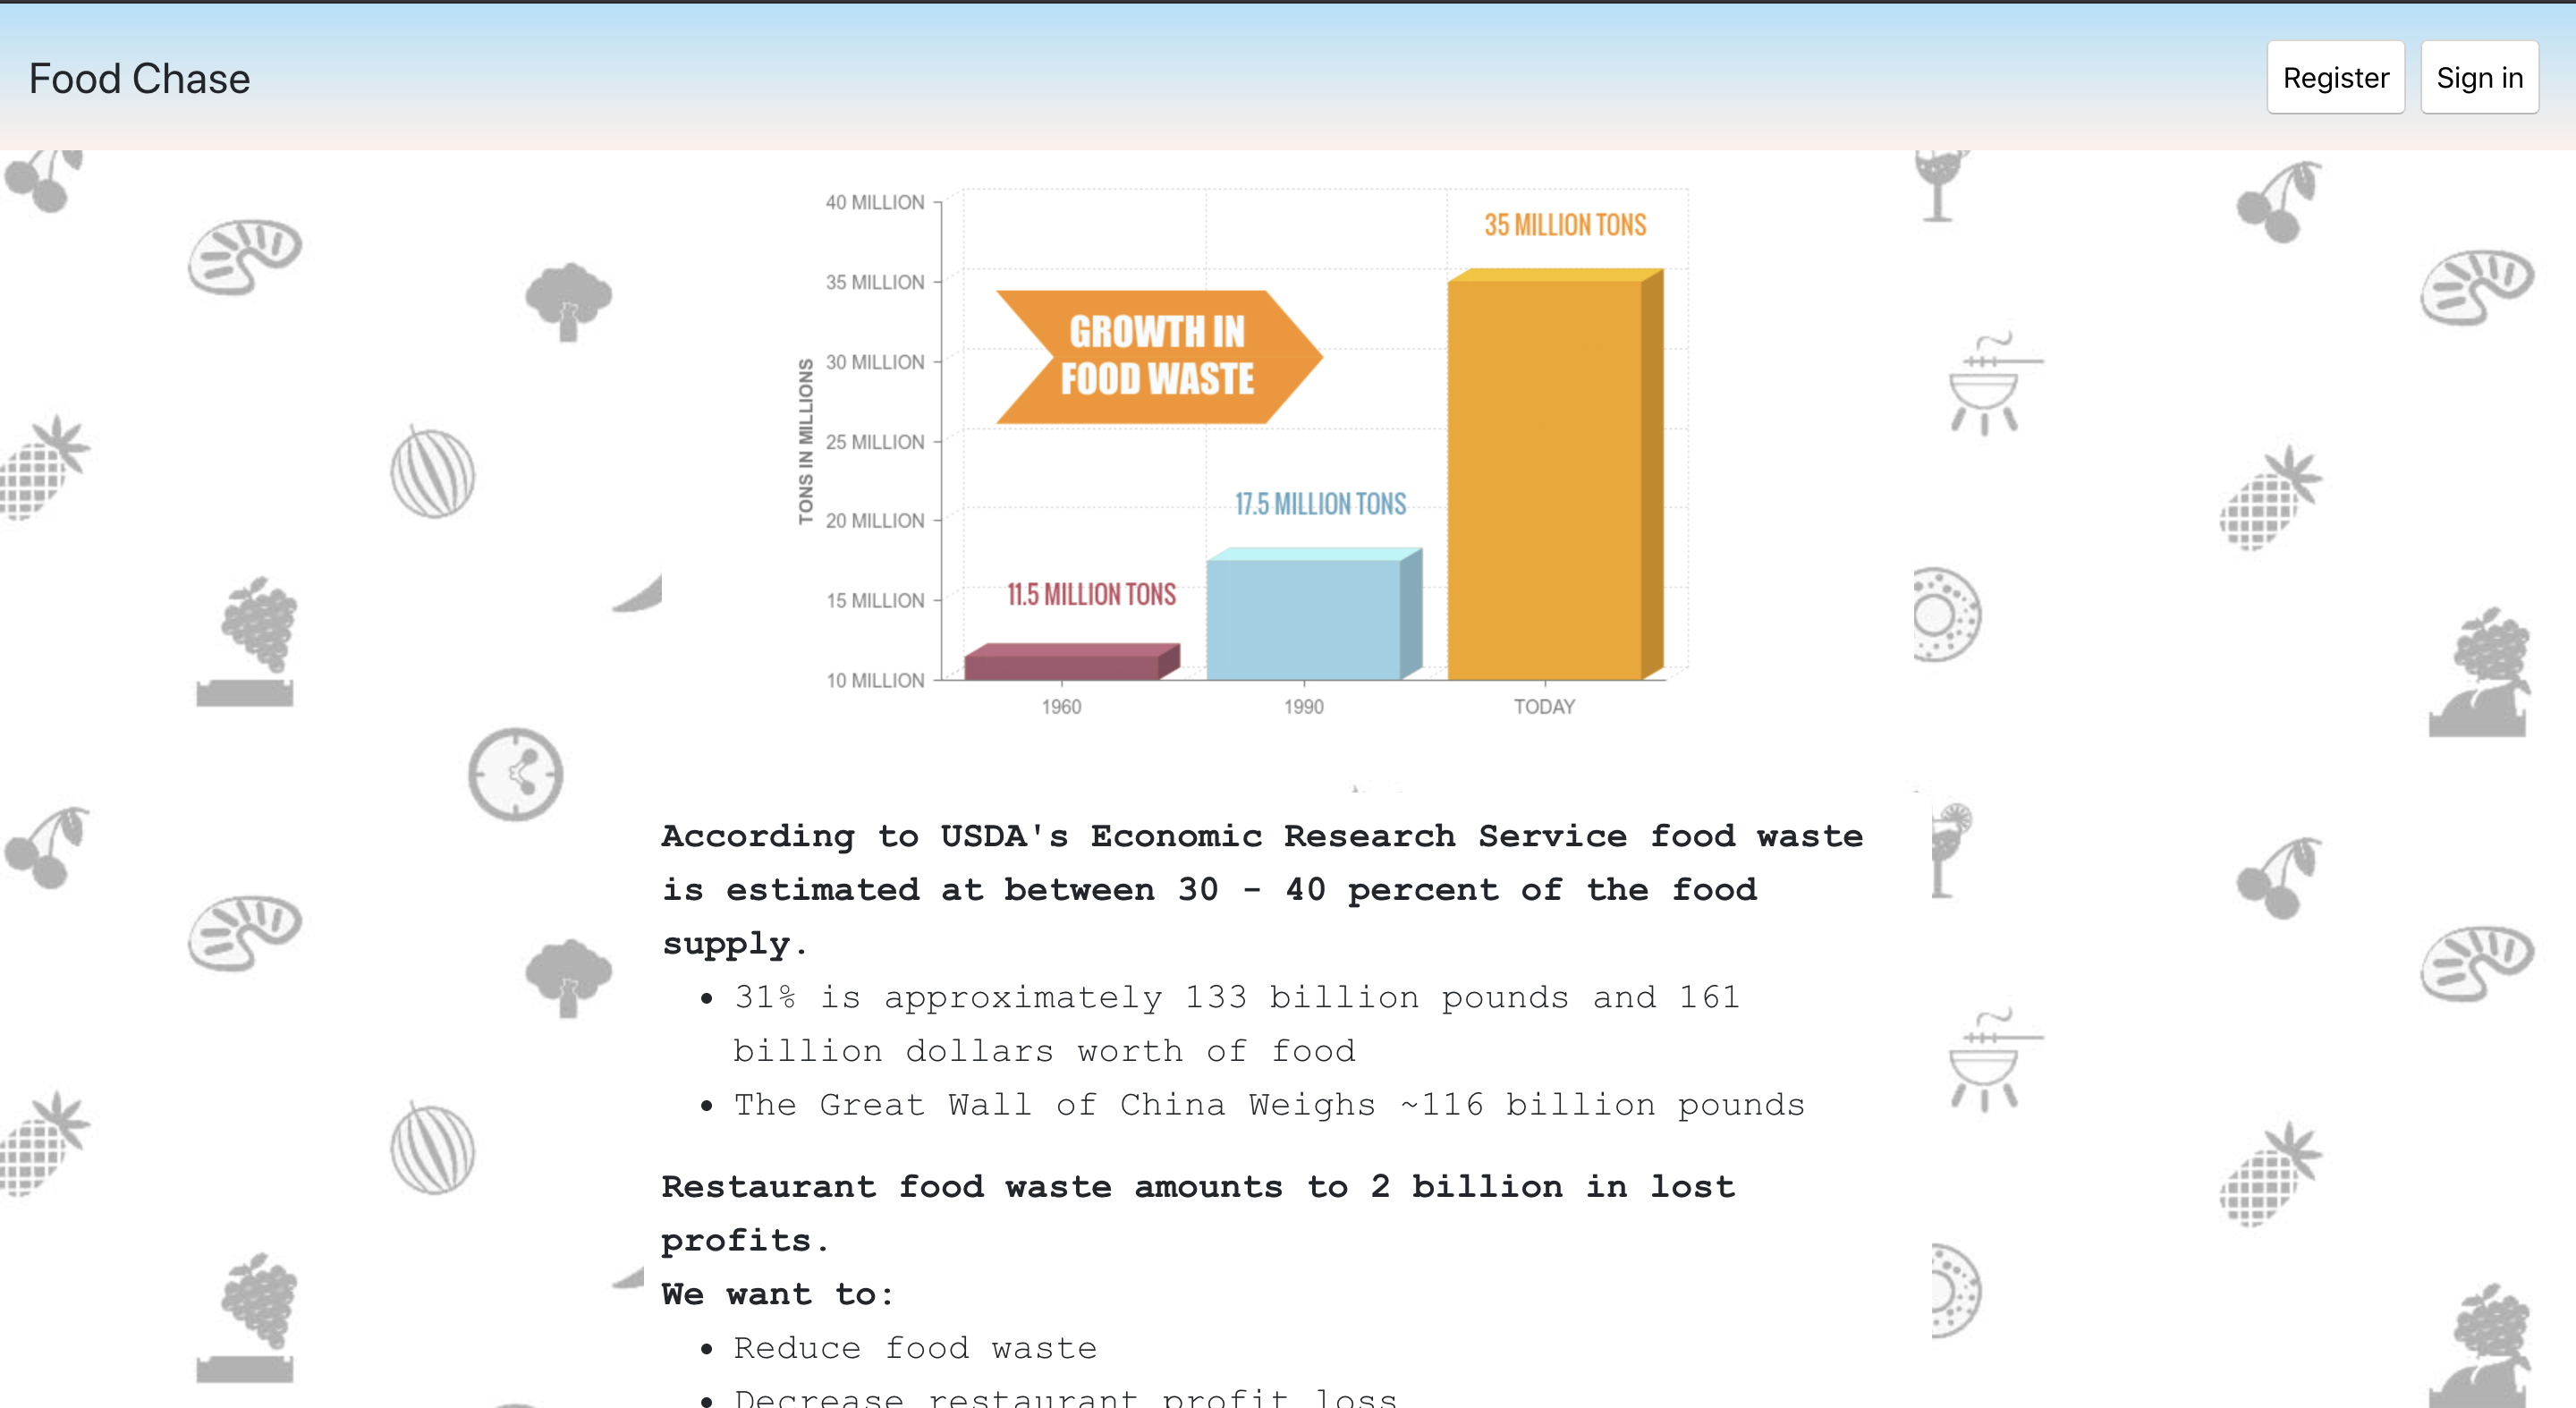 Food Chase
Register
Sign in
40 MILLION
35 MILLION TONS
35 MILLION
GROWTH IN
FOOD WASTE
30 MILLION
TONS IN MILLIONS
25 MILLION
17.5 MILLION TONS
20 MILLION
11.5 MILLION TONS
15 MILLION
10 MILLION
1960
1990
TODAY
According to USDA's Economic Research Service food waste
is estimated at between 30 - 40 percent of the food
supply.
• 31% is approximately 133 billion pounds and 161
billion dollars worth of food
• The Great Wall of China Weighs ~116 billion pounds
Restaurant food waste amounts to 2 billion in lost
profits.
We want to:
• Reduce food waste
• Decrease restaurant profit loss